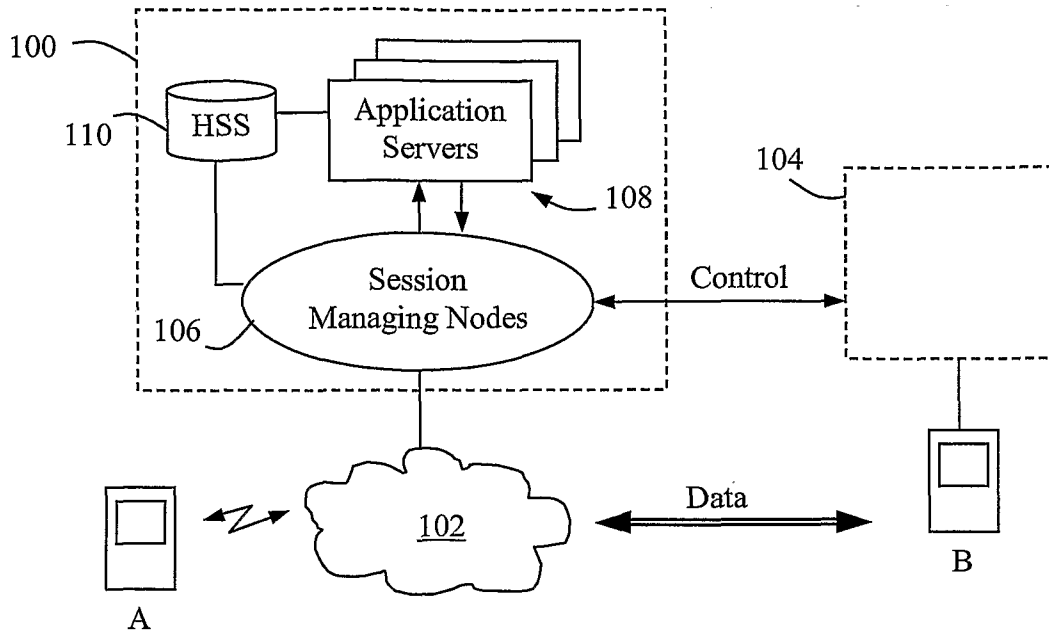 100
110
HSS
Application
Servers
108
104
Session
Managing Nodes
106
Control
102
Data
A
B